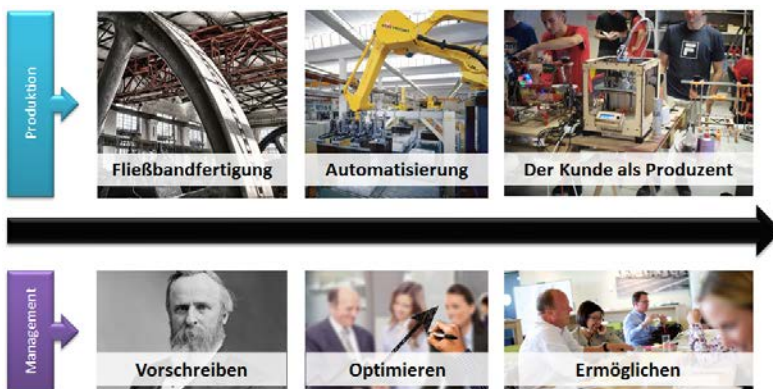 Produktion
Fließbandfertigung
Automatisierung
Der Kunde als Produzent
Management
Vorschreiben
Optimieren
Ermöglichen